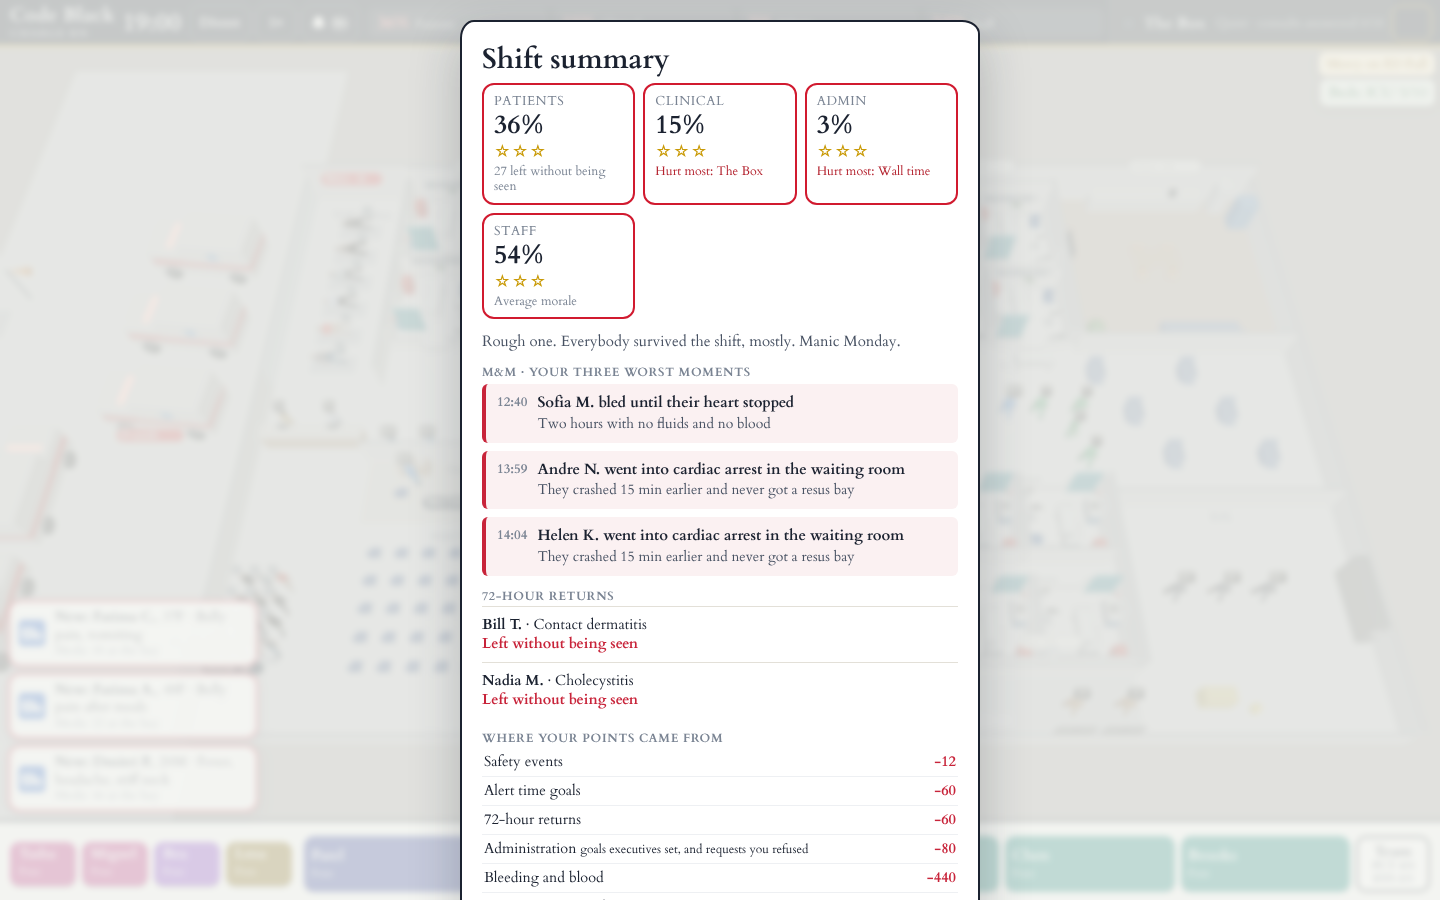 Code Black
19:00
Shift summary
PATIENTS
36%
27 left without being
seen
CLINICAL
15%
Hurt most: The Box
ADMIN
3%
Hurt most: Wall time
STAFF
54%
Average morale
Rough one. Everybody survived the shift, mostly. Manic Monday.
M&M · YOUR THREE WORST MOMENTS
12:40 Sofia M. bled until their heart stopped
Two hours with no fluids and no blood
13:59 Andre N. went into cardiac arrest in the waiting room
They crashed 15 min earlier and never got a resus bay
14:04 Helen K. went into cardiac arrest in the waiting room
They crashed 15 min earlier and never got a resus bay
72-HOUR RETURNS
Bill T. · Contact dermatitis
Left without being seen
Nadia M. · Cholecystitis
Left without being seen
WHERE YOUR POINTS CAME FROM
Safety events -12
Alert time goals -60
72-hour returns -60
Administration goals executives set, and requests you refused -80
Bleeding and blood -440